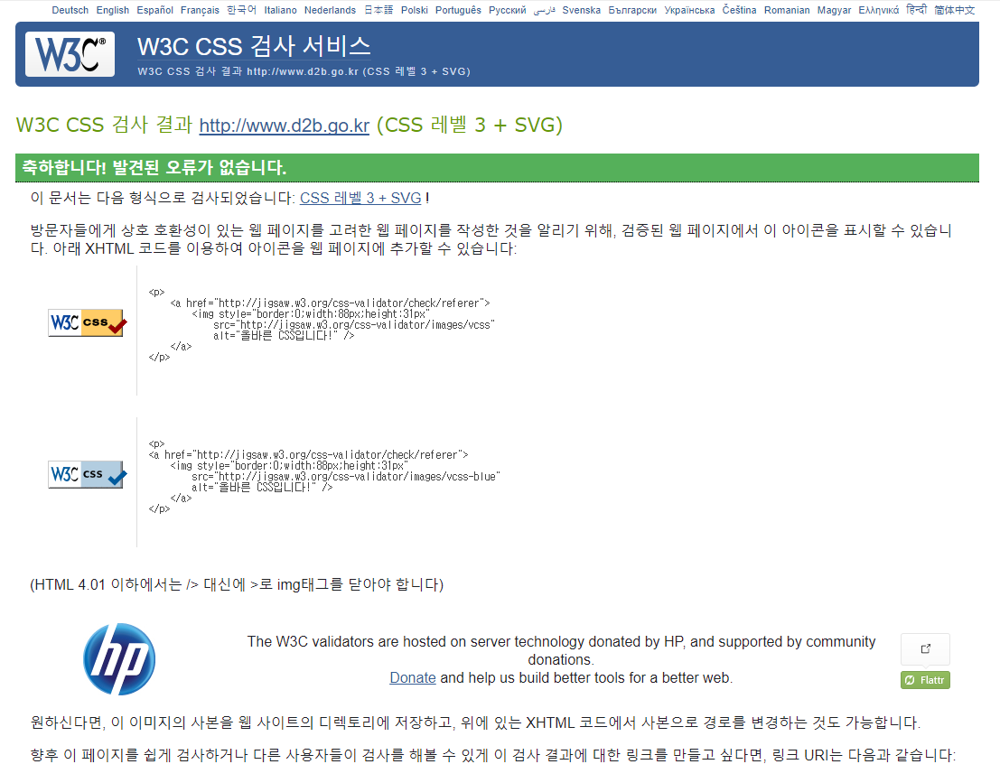 Deutsch English Español Français 한국어 Italiano Nederlands 日本語 Polski Português Русский فارسی Svenska Български Українська Čeština Romanian Magyar Ελληνικά हिन्दी 简体中文
W3C®
W3C CSS 검사 서비스
W3C CSS 검사 결과 http://www.d2b.go.kr (CSS 레벨 3 + SVG)
W3C CSS 검사 결과 http://www.d2b.go.kr (CSS 레벨 3 + SVG)
축하합니다! 발견된 오류가 없습니다.
이 문서는 다음 형식으로 검사되었습니다: CSS 레벨 3 + SVG !
방문자들에게 상호 호환성이 있는 웹 페이지를 고려한 웹 페이지를 작성한 것을 알리기 위해, 검증된 웹 페이지에서 이 아이콘을 표시할 수 있습니
다. 아래 XHTML 코드를 이용하여 아이콘을 웹 페이지에 추가할 수 있습니다:
W3C css
<p>
<a href="http://jigsaw.w3.org/css-validator/check/referer">
<img style="border:0;width:88px;height:31px"
src="http://jigsaw.w3.org/css-validator/images/vcss"
alt="올바른 CSS입니다!" />
</a>
</p>
W3C css
<p>
<a href="http://jigsaw.w3.org/css-validator/check/referer">
<img style="border:0;width:88px;height:31px"
src="http://jigsaw.w3.org/css-validator/images/vcss-blue"
alt="올바른 CSS입니다!" />
</a>
</p>
(HTML 4.01 이하에서는 /> 대신에 >로 img태그를 닫아야 합니다)
hp
The W3C validators are hosted on server technology donated by HP, and supported by community
donations.
Donate and help us build better tools for a better web.
Flattr
원하신다면, 이 이미지의 사본을 웹 사이트의 디렉토리에 저장하고, 위에 있는 XHTML 코드에서 사본으로 경로를 변경하는 것도 가능합니다.
향후 이 페이지를 쉽게 검사하거나 다른 사용자들이 검사를 해볼 수 있게 이 검사 결과에 대한 링크를 만들고 싶다면, 링크 URI는 다음과 같습니다: